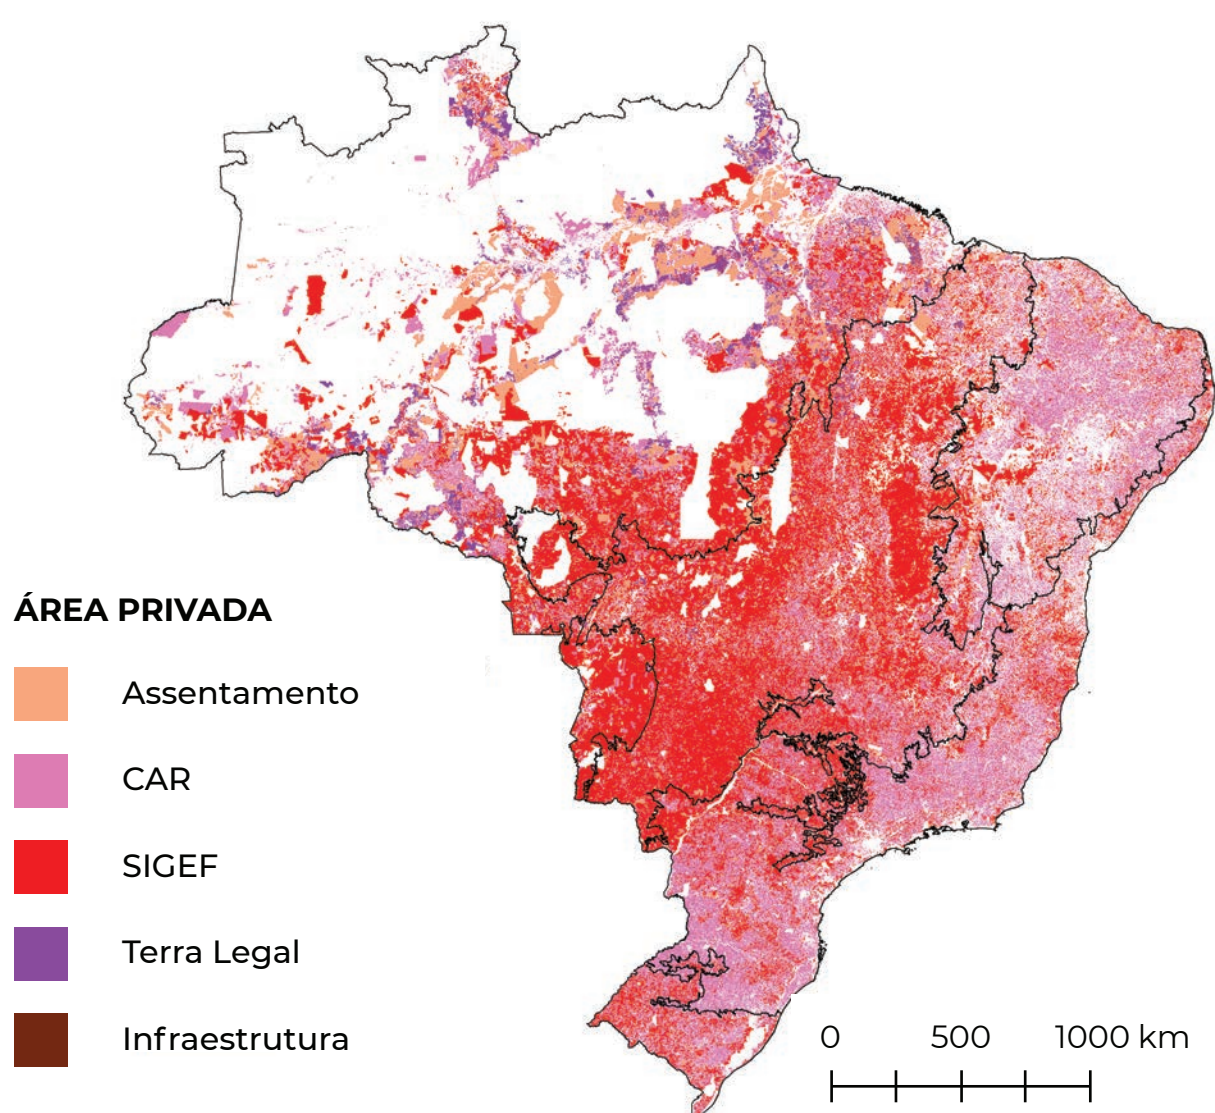 ÁREA PRIVADA
Assentamento
CAR
SIGEF
Terra Legal
Infraestrutura
0 500 1000 km